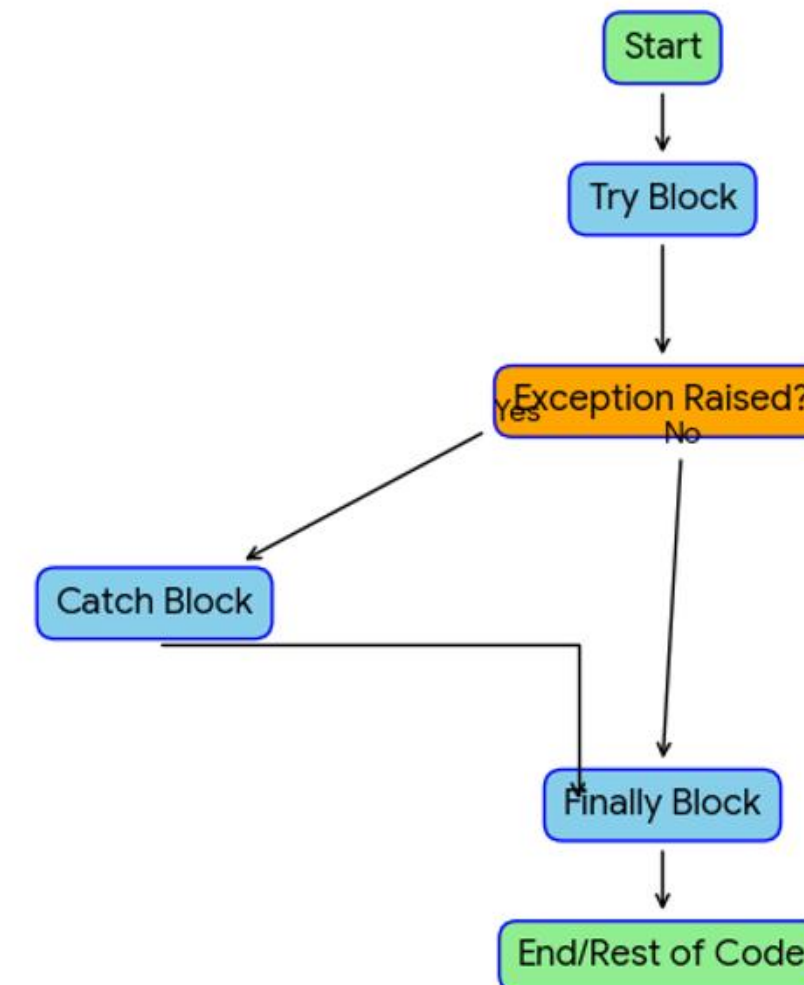 Start
Try Block
Exception Raised?
Yes
No
Catch Block
Finally Block
End/Rest of Code